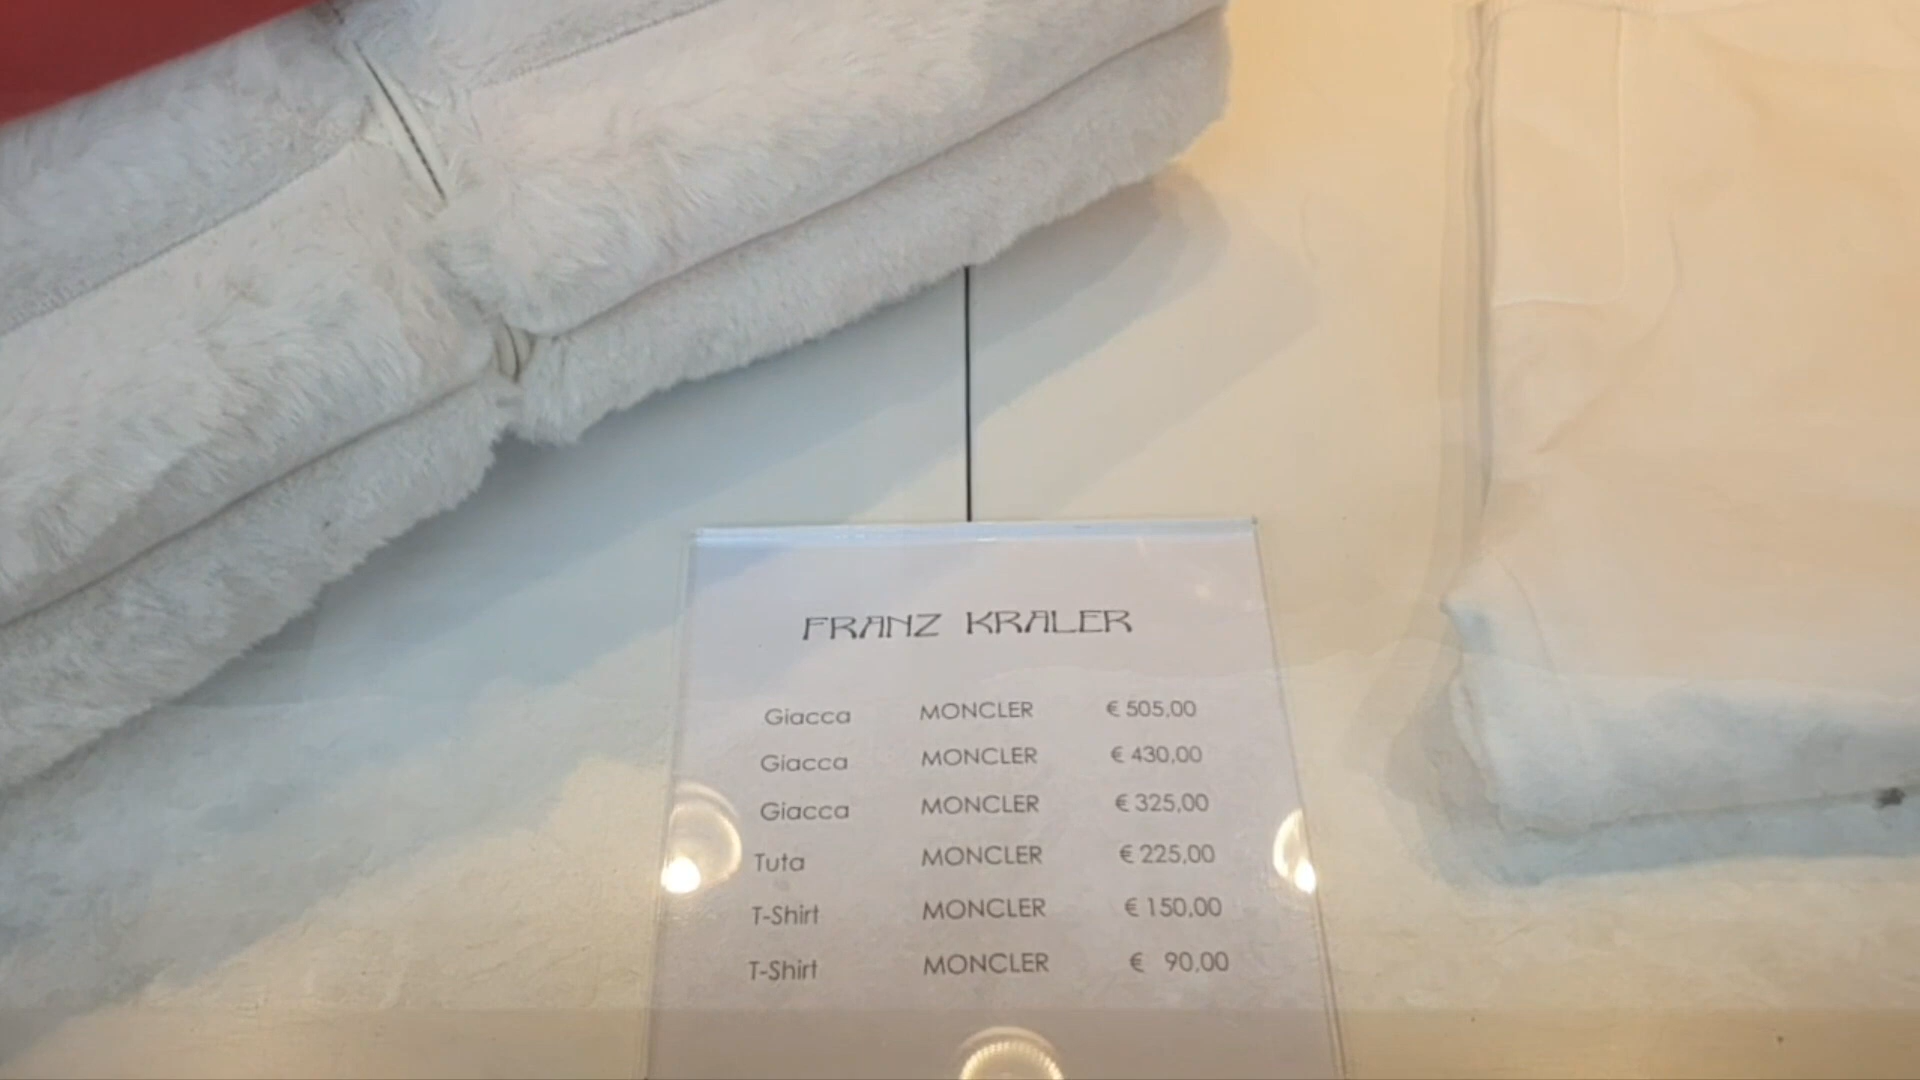 FRANZ KRALER
Giacca MONCLER € 505,00
Giacca MONCLER € 430,00
Giacca MONCLER € 325,00
Tuta MONCLER € 225,00
T-Shirt MONCLER € 150,00
T-Shirt MONCLER € 90,00